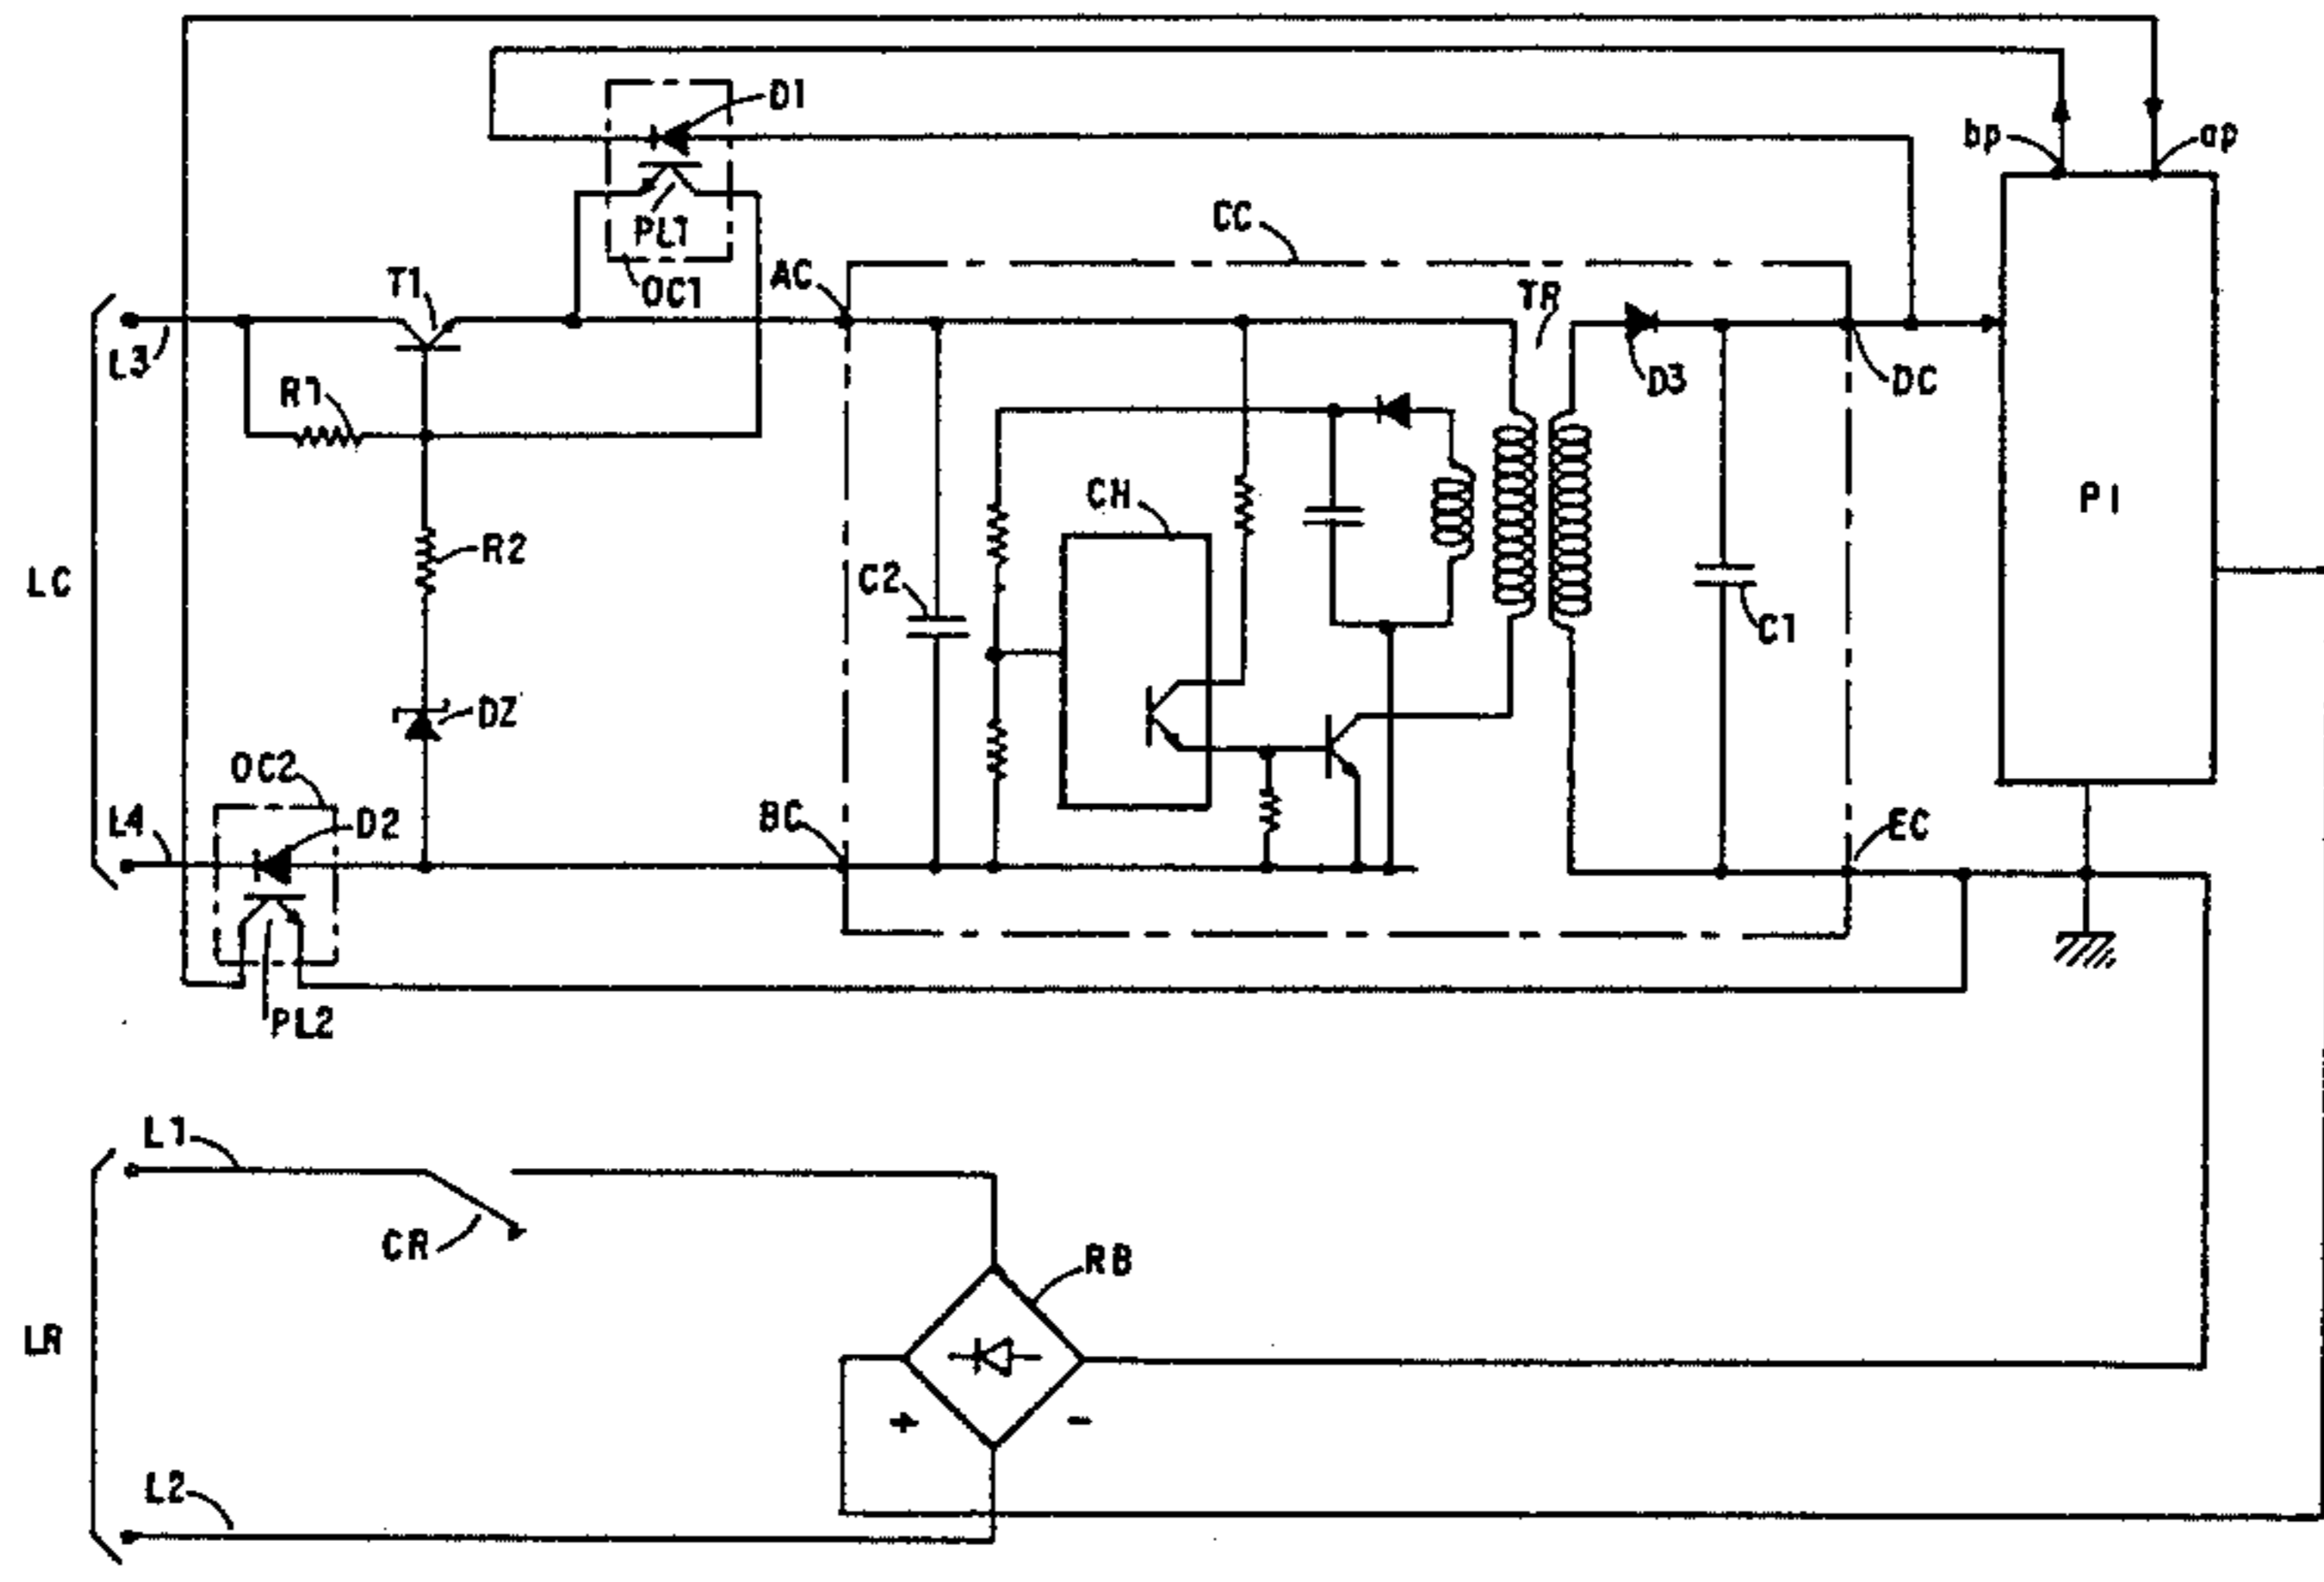 D1
bp
ap
PL1
CC
T1
OC1
AC
TR
L3
R1
D3
DC
CH
P1
R2
LC
C2
C1
DZ
OC2
L4
D2
BC
EC
PL2
L1
CR
RB
LR
+
-
L2